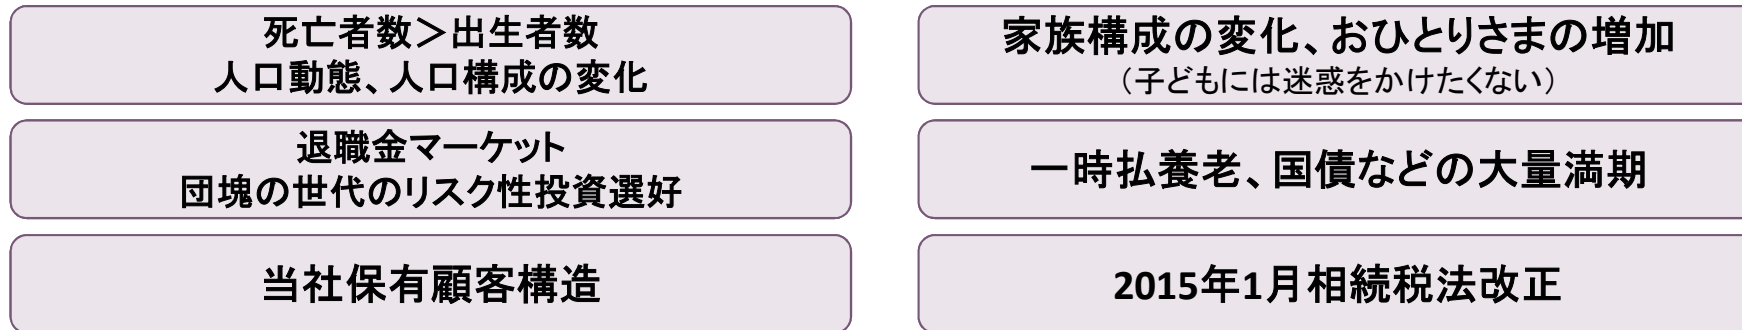 死亡者数＞出生者数
人口動態、人口構成の変化
家族構成の変化、おひとりさまの増加
（子どもには迷惑をかけたくない）
退職金マーケット
団塊の世代のリスク性投資選好
一時払養老、国債などの大量満期
当社保有顧客構造
2015年1月相続税法改正